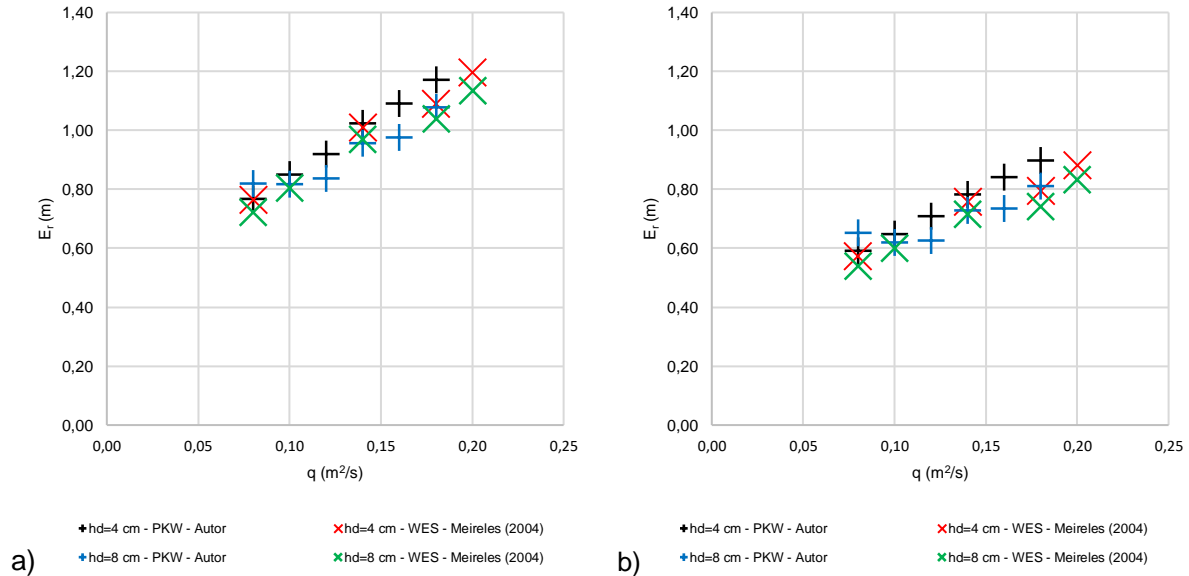 1,40
1,20
1,00
0,80
0,60
0,40
0,20
0,00
E_r (m)
0,00 0,05 0,10 0,15 0,20 0,25
q (m²/s)
hd=4 cm - PKW - Autor hd=4 cm - WES - Meireles (2004)
hd=8 cm - PKW - Autor hd=8 cm - WES - Meireles (2004)
a)
1,40
1,20
1,00
0,80
0,60
0,40
0,20
0,00
E_r (m)
0,00 0,05 0,10 0,15 0,20 0,25
q (m²/s)
hd=4 cm - PKW - Autor hd=4 cm - WES - Meireles (2004)
hd=8 cm - PKW - Autor hd=8 cm - WES - Meireles (2004)
b)